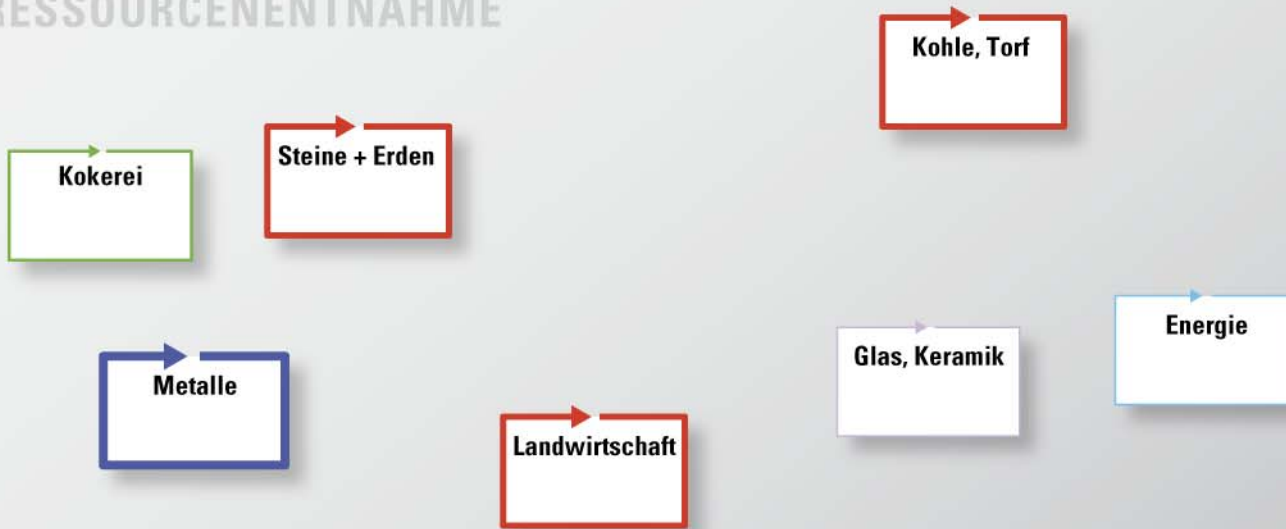 RESSOURCENENTNAHME
Kohle, Torf
Steine + Erden
Kokerei
Energie
Glas, Keramik
Metalle
Landwirtschaft